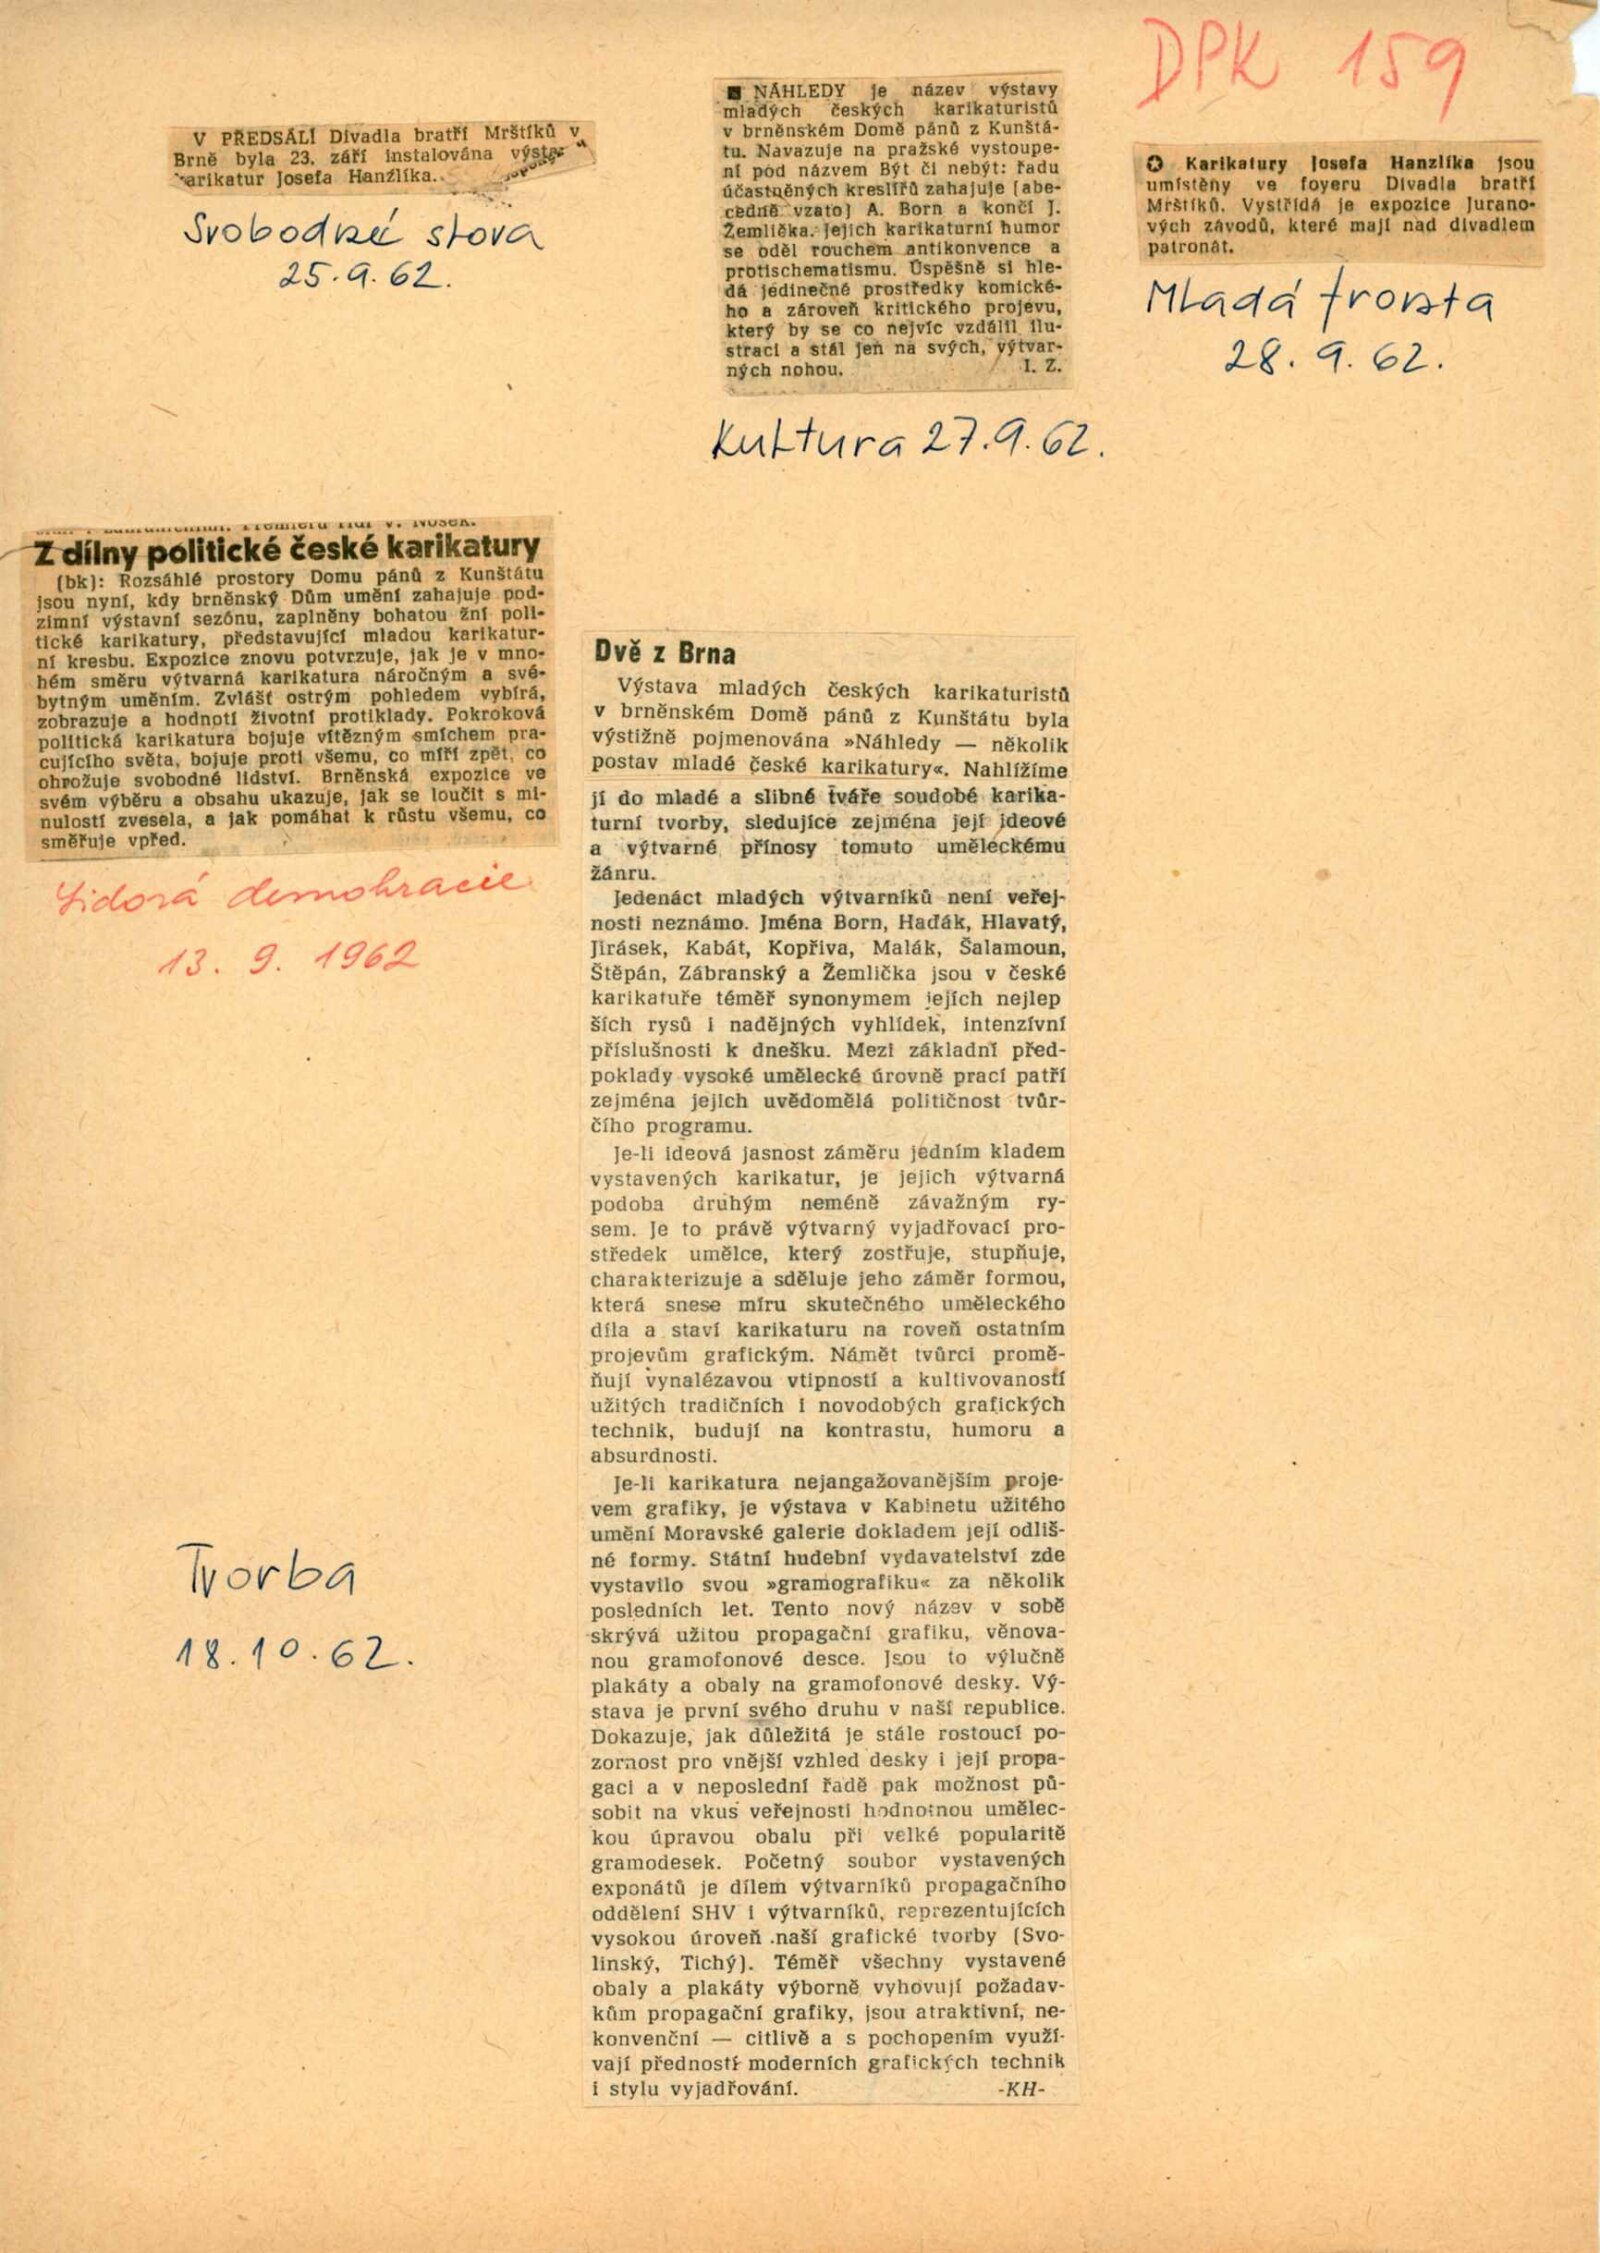 DPK 159
V PŘEDSÁLÍ Divadla bratří Mrštíků v
Brně byla 23. září instalována výstava
karikatur Josefa Hanzlíka.
Svobodné slova
25.9.62.
■ NÁHLEDY je název výstavy
mladých českých karikaturistů
v brněnském Domě pánů z Kunštá-
tu. Navazuje na pražské vystoupe-
ní pod názvem Být či nebýt: řadu
účastněných kreslířů zahajuje (abe-
cedně vzato) A. Born a končí J.
Žemlička. Jejich karikaturní humor
se oděl rouchem antikonvence a
protischematismu. Úspěšně si hle-
dá jedinečné prostředky komické-
ho a zároveň kritického projevu,
který by se co nejvíc vzdálil ilu-
straci a stál jen na svých, výtvar-
ných nohou. I. Z.
Kultura 27.9.62.
✪ Karikatury Josefa Hanzlíka jsou
umístěny ve foyeru Divadla bratří
Mrštíků. Vystřídá je expozice Juranо-
vých závodů, které mají nad divadlem
patronát.
Mladá fronta
28.9.62.
Z dílny politické české karikatury
(bk): Rozsáhlé prostory Domu pánů z Kunštátu
jsou nyní, kdy brněnský Dům umění zahajuje pod-
zimní výstavní sezónu, zaplněny bohatou žní poli-
tické karikatury, představující mladou karikatur-
ní kresbu. Expozice znovu potvrzuje, jak je v mno-
hém směru výtvarná karikatura náročným a své-
bytným uměním. Zvlášť ostrým pohledem vybírá,
zobrazuje a hodnotí životní protiklady. Pokroková
politická karikatura bojuje vítězným smíchem pra-
cujícího světa, bojuje proti všemu, co míří zpět, co
ohrožuje svobodné lidství. Brněnská expozice ve
svém výběru a obsahu ukazuje, jak se loučit s mi-
nulostí zvesela, a jak pomáhat k růstu všemu, co
směřuje vpřed.
Lidová demokracie
13. 9. 1962
Dvě z Brna
Výstava mladých českých karikaturistů
v brněnském Domě pánů z Kunštátu byla
výstižně pojmenována »Náhledy — několik
postav mladé české karikatury«. Nahlížíme
jí do mladé a slibné tváře soudobé karika-
turní tvorby, sledujíce zejména její ideové
a výtvarné přínosy tomuto uměleckému
žánru.
Jedenáct mladých výtvarníků není veřej-
nosti neznámo. Jména Born, Haďák, Hlavatý,
Jirásek, Kabát, Kopřiva, Malák, Šalamoun,
Štěpán, Zábranský a Žemlička jsou v české
karikatuře téměř synonymem jejích nejlep
ších rysů i nadějných vyhlídek, intenzívní
příslušnosti k dnešku. Mezi základní před-
poklady vysoké umělecké úrovně prací patří
zejména jejich uvědomělá političnost tvůr-
čího programu.
Je-li ideová jasnost záměru jedním kladem
vystavených karikatur, je jejich výtvarná
podoba druhým neméně závažným ry-
sem. Je to právě výtvarný vyjadřovací pro-
středek umělce, který zostřuje, stupňuje,
charakterizuje a sděluje jeho záměr formou,
která snese míru skutečného uměleckého
díla a staví karikaturu na roveň ostatním
projevům grafickým. Námět tvůrci promě-
ňují vynalézavou vtipností a kultivovaností
užitých tradičních i novodobých grafických
technik, budují na kontrastu, humoru a
absurdnosti.
Je-li karikatura nejangažovanějším proje-
vem grafiky, je výstava v Kabinetu užitého
umění Moravské galerie dokladem její odliš-
né formy. Státní hudební vydavatelství zde
vystavilo svou »gramografiku« za několik
posledních let. Tento nový název v sobě
skrývá užitou propagační grafiku, věnova-
nou gramofonové desce. Jsou to výlučně
plakáty a obaly na gramofonové desky. Vý-
stava je první svého druhu v naší republice.
Dokazuje, jak důležitá je stále rostoucí po-
zornost pro vnější vzhled desky i její propa-
gaci a v neposlední řadě pak možnost pů-
sobit na vkus veřejnosti hodnotnou umělec-
kou úpravou obalu při velké popularitě
gramodesek. Početný soubor vystavených
exponátů je dílem výtvarníků propagačního
oddělení SHV i výtvarníků, reprezentujících
vysokou úroveň naší grafické tvorby (Svo-
linský, Tichý). Téměř všechny vystavené
obaly a plakáty výborně vyhovují požadav-
kům propagační grafiky, jsou atraktivní, ne-
konvenční — citlivě a s pochopením využí-
vají předností moderních grafických technik
i stylu vyjadřování. -KH-
Tvorba
18.10.62.